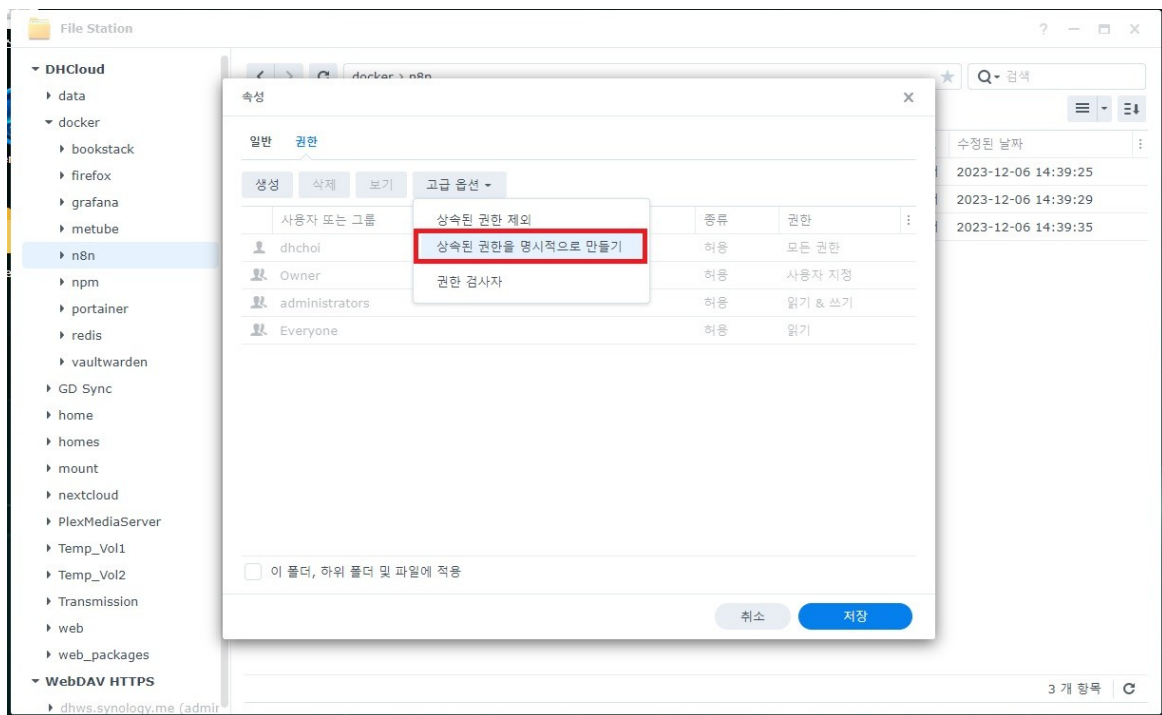 File Station
DHCloud
data
docker
bookstack
firefox
grafana
metube
n8n
npm
portainer
redis
vaultwarden
GD Sync
home
homes
mount
nextcloud
PlexMediaServer
Temp_Vol1
Temp_Vol2
Transmission
web
web_packages
WebDAV HTTPS
dhws.synology.me (admir
docker › n8n
검색
수정된 날짜
2023-12-06 14:39:25
2023-12-06 14:39:29
2023-12-06 14:39:35
속성
일반 권한
생성 삭제 보기 고급 옵션
상속된 권한 제외
상속된 권한을 명시적으로 만들기
권한 검사자
사용자 또는 그룹 종류 권한
dhchoi 허용 모든 권한
Owner 허용 사용자 지정
administrators 허용 읽기 & 쓰기
Everyone 허용 읽기
이 폴더, 하위 폴더 및 파일에 적용
취소 저장
3 개 항목